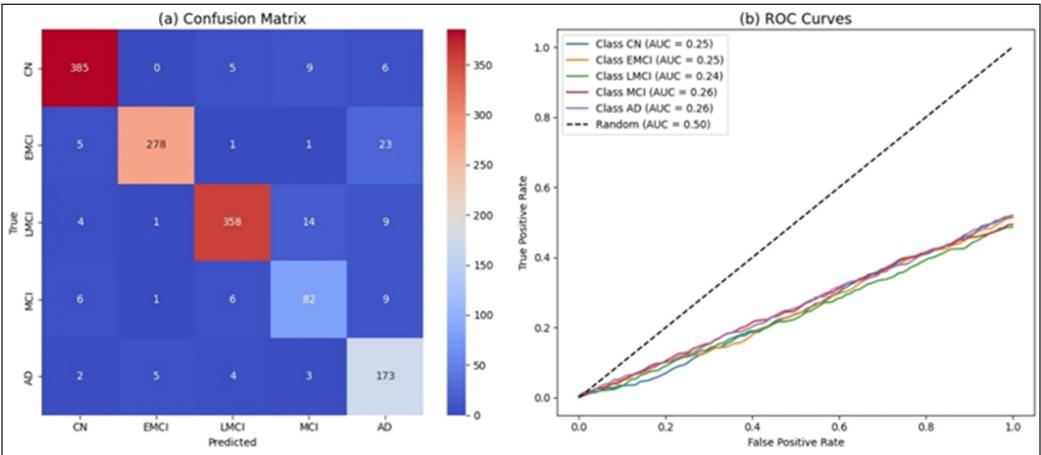 (a) Confusion Matrix
CN 385 0 5 9 6
EMCI 5 278 1 1 23
LMCI 4 1 358 14 9
MCI 6 1 6 82 9
AD 2 5 4 3 173
True
CN EMCI LMCI MCI AD
Predicted
350
300
250
200
150
100
50
0
(b) ROC Curves
Class CN (AUC = 0.25)
Class EMCI (AUC = 0.25)
Class LMCI (AUC = 0.24)
Class MCI (AUC = 0.26)
Class AD (AUC = 0.26)
Random (AUC = 0.50)
True Positive Rate
1.0
0.8
0.6
0.4
0.2
0.0
0.0 0.2 0.4 0.6 0.8 1.0
False Positive Rate